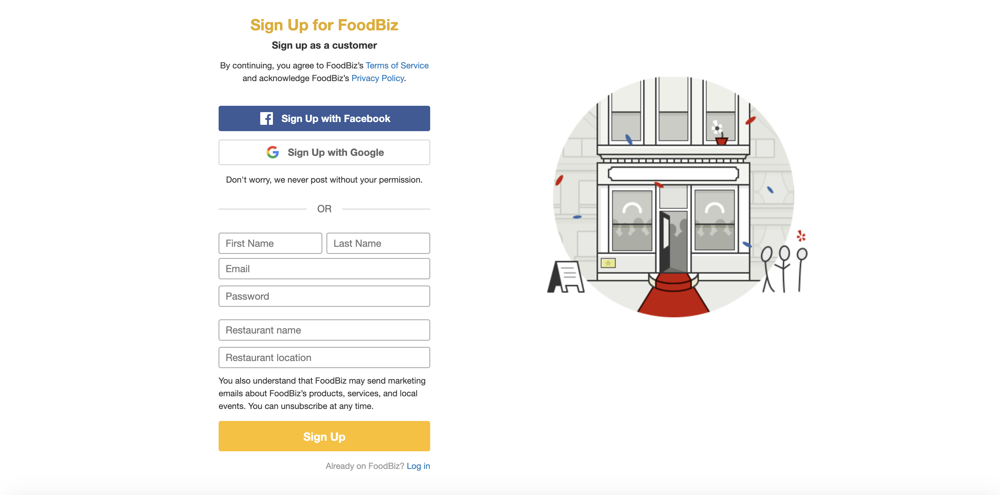 Sign Up for FoodBiz
Sign up as a customer
By continuing, you agree to FoodBiz’s Terms of Service
and acknowledge FoodBiz’s Privacy Policy.
Sign Up with Facebook
Sign Up with Google
Don't worry, we never post without your permission.
OR
First Name
Last Name
Email
Password
Restaurant name
Restaurant location
You also understand that FoodBiz may send marketing
emails about FoodBiz’s products, services, and local
events. You can unsubscribe at any time.
Sign Up
Already on FoodBiz? Log in